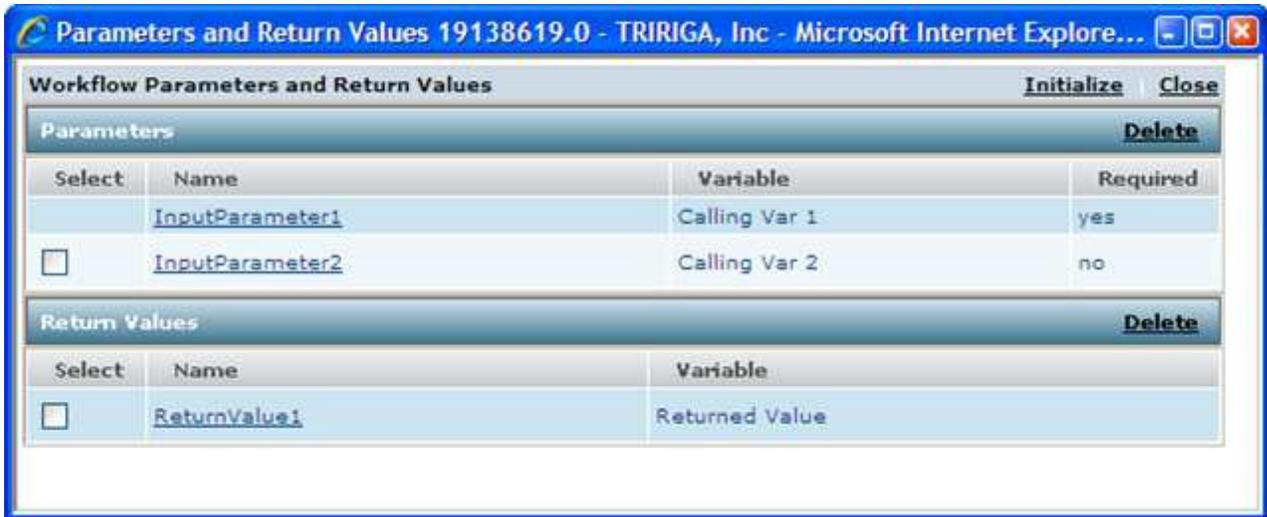 Parameters and Return Values 19138619.0 - TRIRIGA, Inc - Microsoft Internet Explore...
Workflow Parameters and Return Values Initialize Close
Parameters Delete
Select Name Variable Required
InputParameter1 Calling Var 1 yes
InputParameter2 Calling Var 2 no
Return Values Delete
Select Name Variable
ReturnValue1 Returned Value